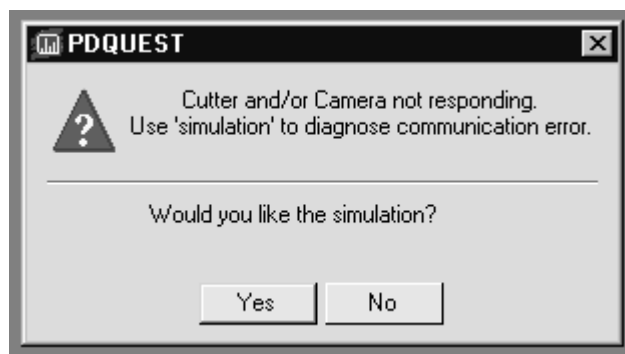 PDQUEST
Cutter and/or Camera not responding.
Use 'simulation' to diagnose communication error.
Would you like the simulation?
Yes No